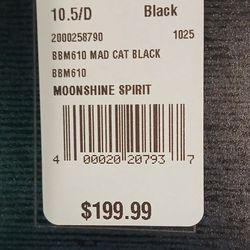 10.5/D Black
2000258790 1025
BBM610 MAD CAT BLACK
BBM610
MOONSHINE SPIRIT
4 00020 20793 7
$199.99